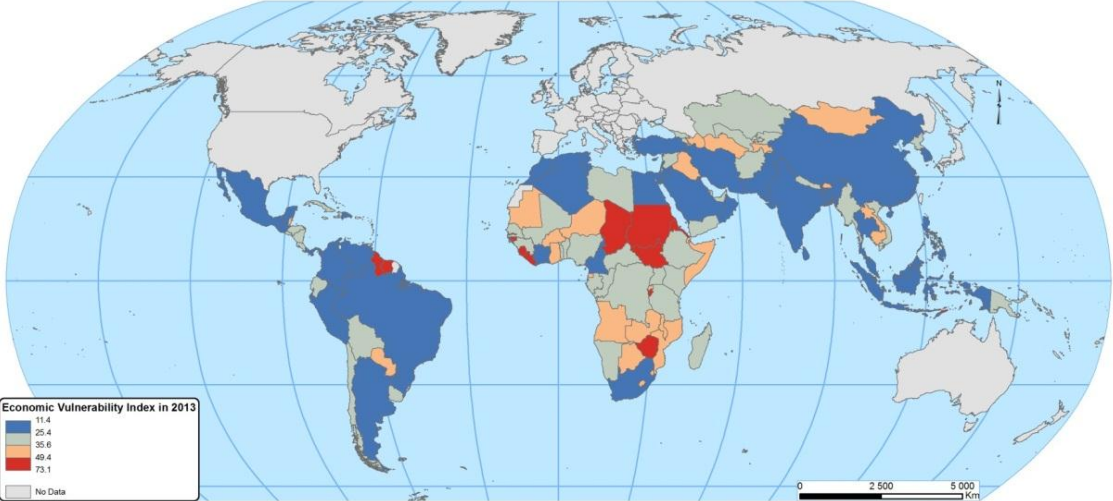 N
Economic Vulnerability Index in 2013
11.4
25.4
35.6
49.4
73.1
No Data
0 2 500 5 000
Km